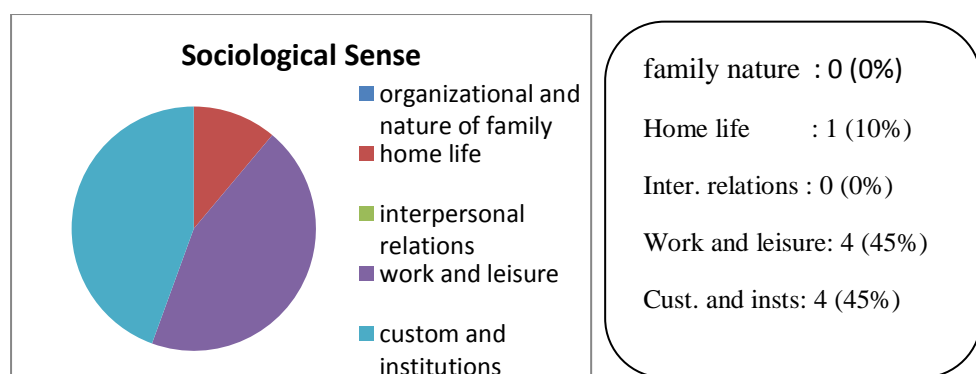 Sociological Sense
organizational and
nature of family
home life
interpersonal
relations
work and leisure
custom and
institutions
family nature : 0 (0%)
Home life : 1 (10%)
Inter. relations : 0 (0%)
Work and leisure: 4 (45%)
Cust. and insts: 4 (45%)